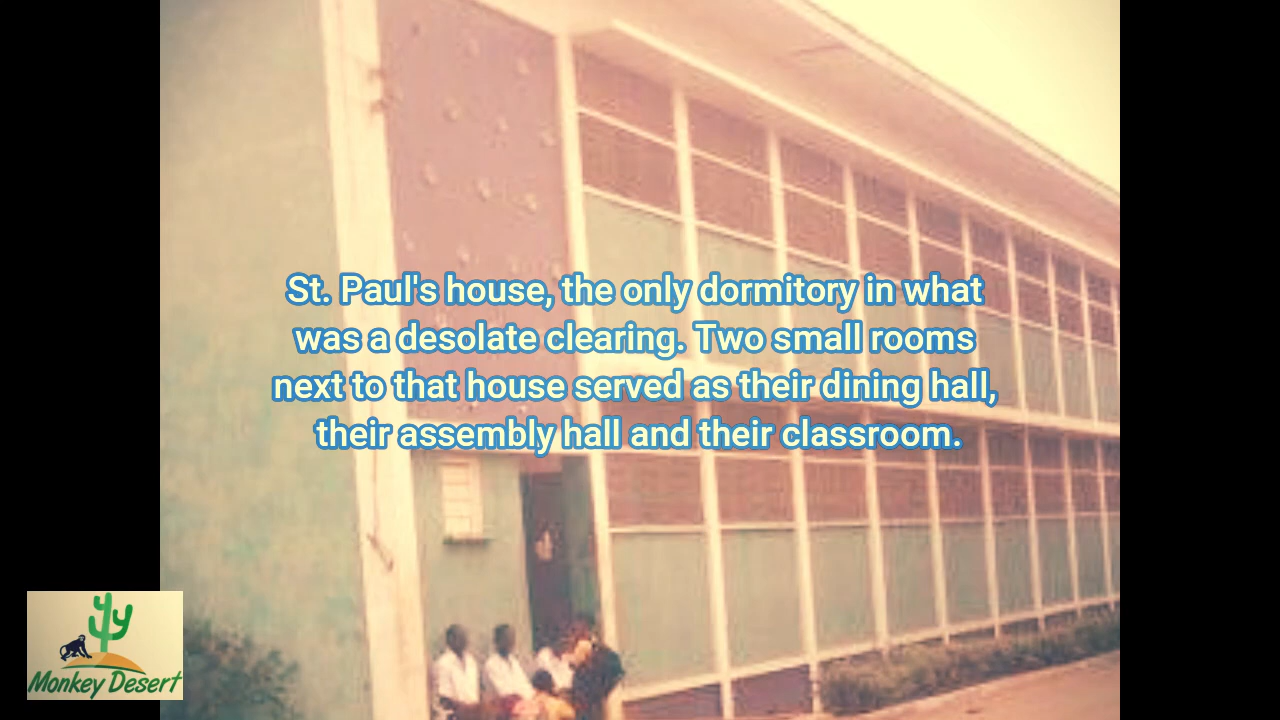 St. Paul's house, the only dormitory in what
was a desolate clearing. Two small rooms
next to that house served as their dining hall,
their assembly hall and their classroom.
Monkey Desert